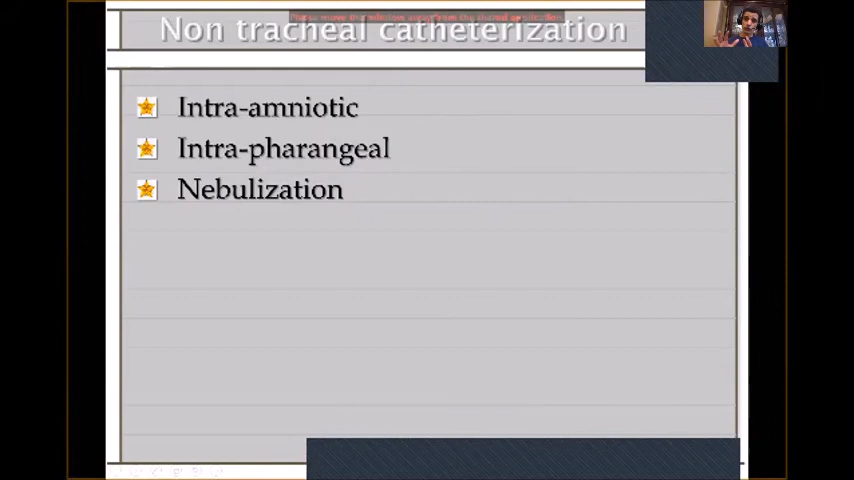 Non tracheal catheterization
Intra-amniotic
Intra-pharangeal
Nebulization